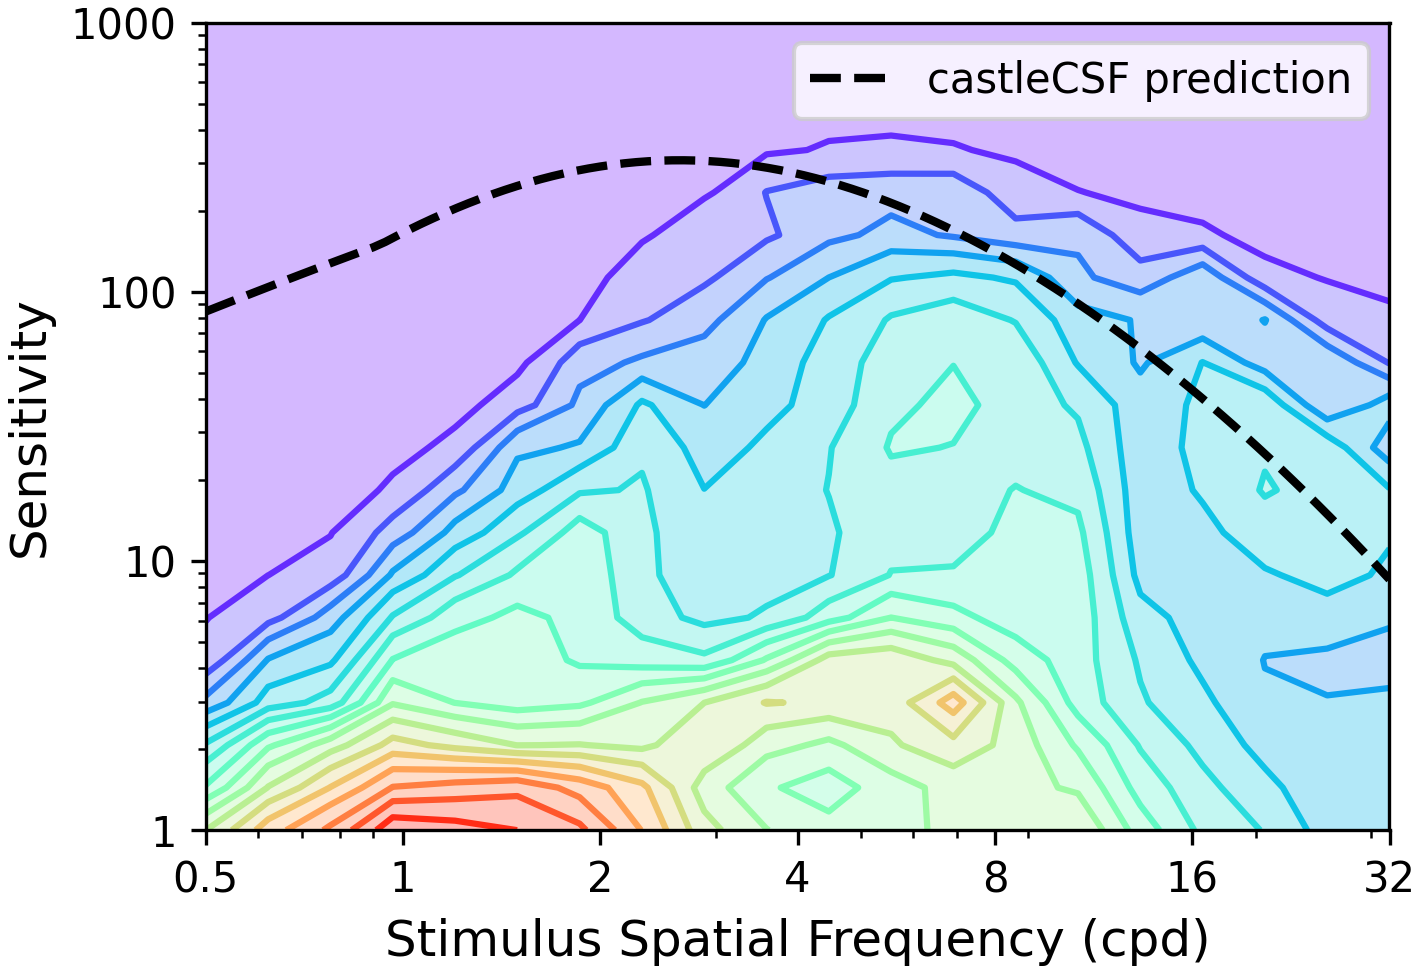 1000
100
10
1
Sensitivity
castleCSF prediction
0.5 1 2 4 8 16 32
Stimulus Spatial Frequency (cpd)